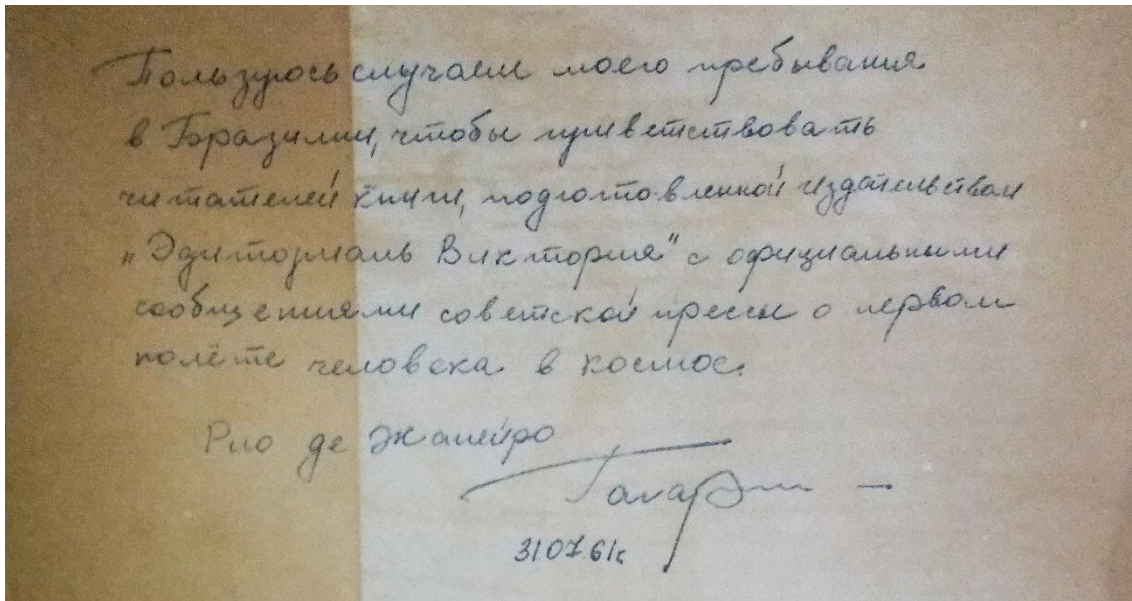 Пользуюсь случаем моего пребывания
в Бразилии, чтобы приветствовать
читателей книги, подготовленной издательством
„Эдиториаль Виктория" с официальными
сообщениями советской прессы о первом
полёте человека в космос.
Рио де Жанейро
Гагарин
31.07.61г.